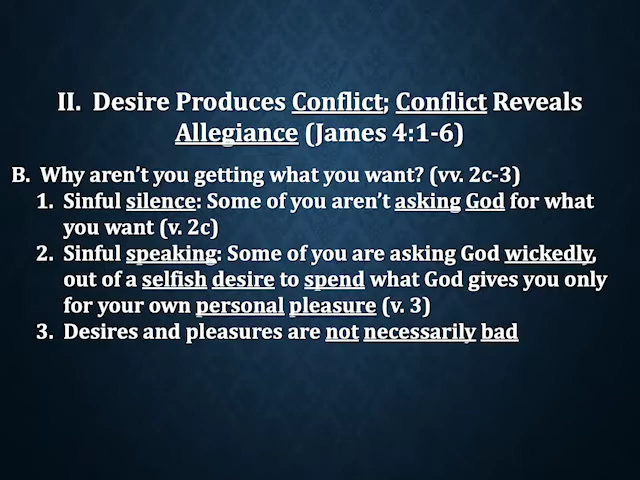 II. Desire Produces Conflict; Conflict Reveals
Allegiance (James 4:1-6)
B. Why aren't you getting what you want? (vv. 2c-3)
1. Sinful silence: Some of you aren't asking God for what
you want (v. 2c)
2. Sinful speaking: Some of you are asking God wickedly,
out of a selfish desire to spend what God gives you only
for your own personal pleasure (v. 3)
3. Desires and pleasures are not necessarily bad